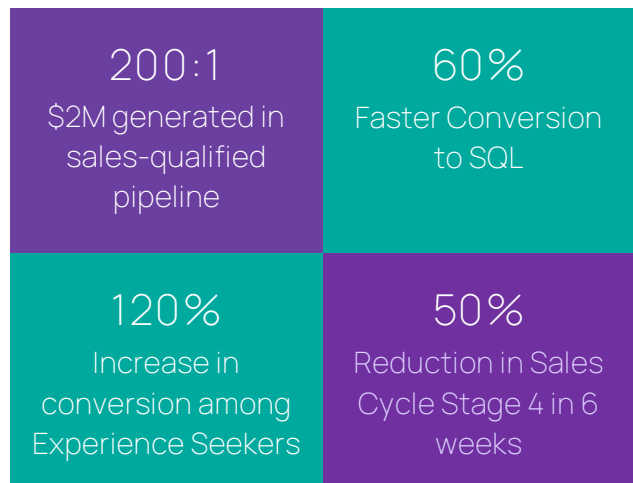 200:1
$2M generated in
sales-qualified
pipeline
60%
Faster Conversion
to SQL
120%
Increase in
conversion among
Experience Seekers
50%
Reduction in Sales
Cycle Stage 4 in 6
weeks